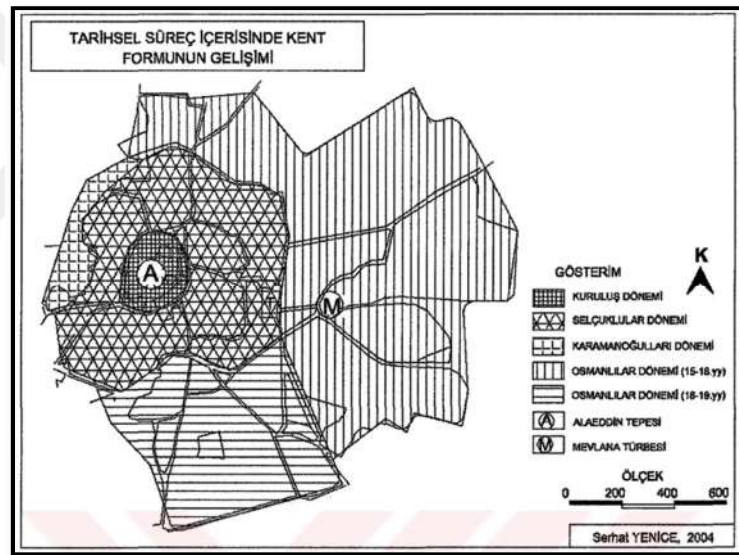 TARİHSEL SÜREÇ İÇERİSİNDE KENT
FORMUNUN GELİŞİMİ
A
M
K
GÖSTERİM
KURULUŞ DÖNEMİ
SELÇUKLULAR DÖNEMİ
KARAMANOĞULLARI DÖNEMİ
OSMANLILAR DÖNEMİ (15-18.yy)
OSMANLILAR DÖNEMİ (18-19.yy)
A ALAEDDİN TEPESİ
M MEVLANA TÜRBESİ
ÖLÇEK
0 200 400 600
Serhat YENİCE, 2004